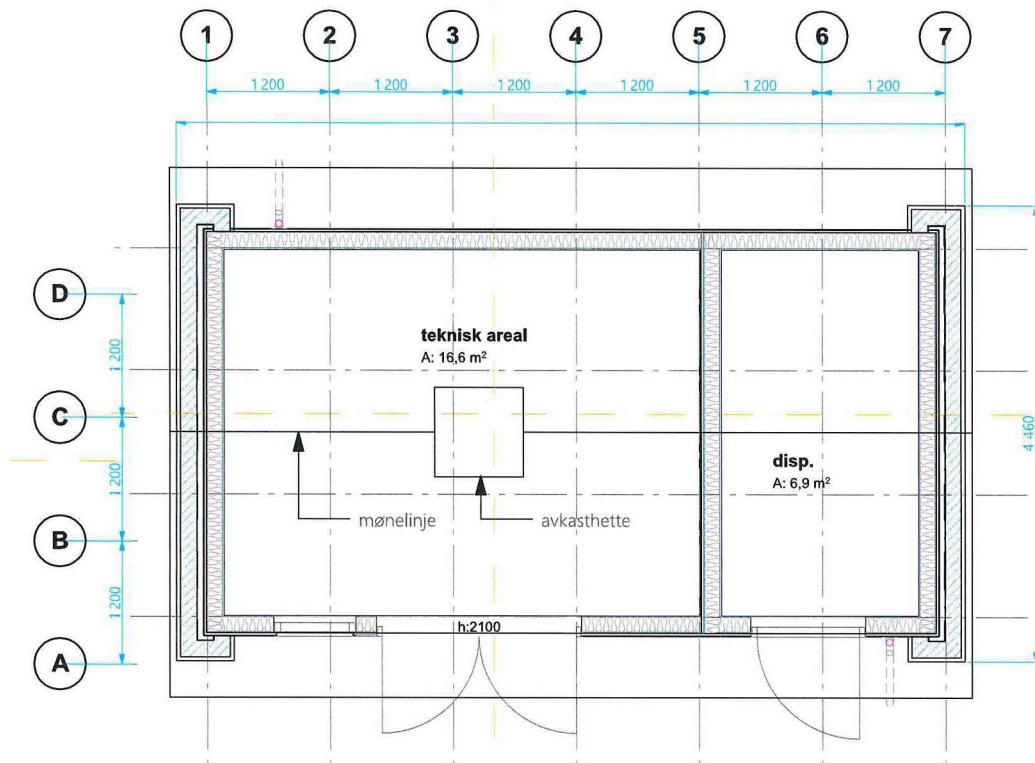 1 2 3 4 5 6 7
1 200 1 200 1 200 1 200 1 200 1 200
D
teknisk areal
A: 16,6 m²
1 200
C
4 460
disp.
A: 6,9 m²
1 200
mønelinje
avkasthette
B
1 200
h:2100
A